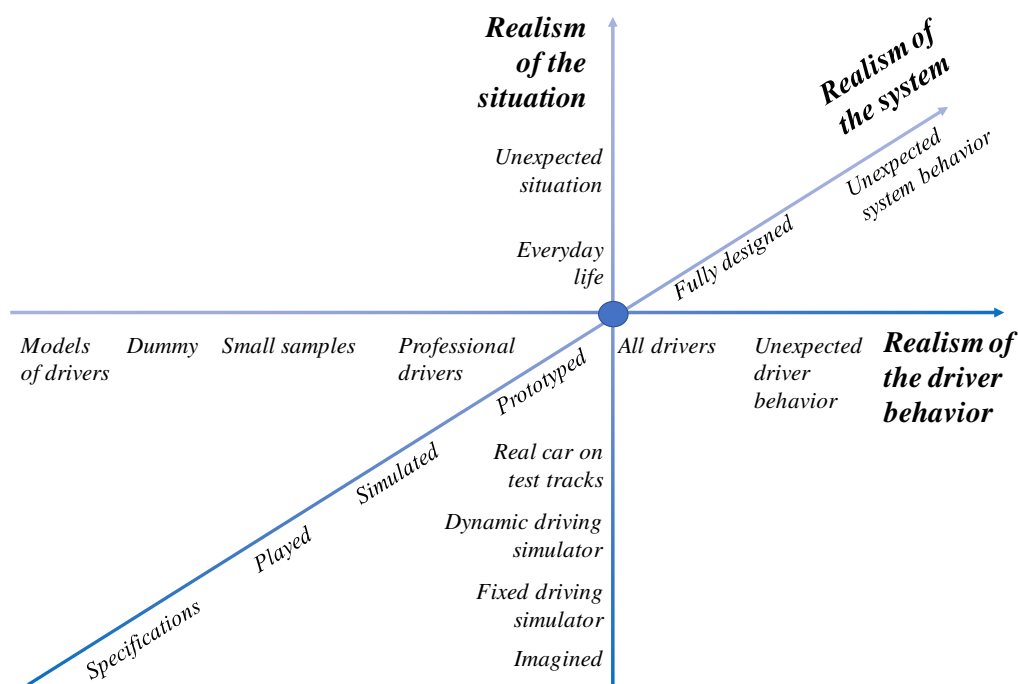 Realism
of the
situation
Realism of
the system
Unexpected
situation
Unexpected
system behavior
Everyday
life
Fully designed
Models
of drivers
Dummy
Small samples
Professional
drivers
All drivers
Unexpected
driver
behavior
Realism of
the driver
behavior
Prototyped
Simulated
Played
Specifications
Real car on
test tracks
Dynamic driving
simulator
Fixed driving
simulator
Imagined